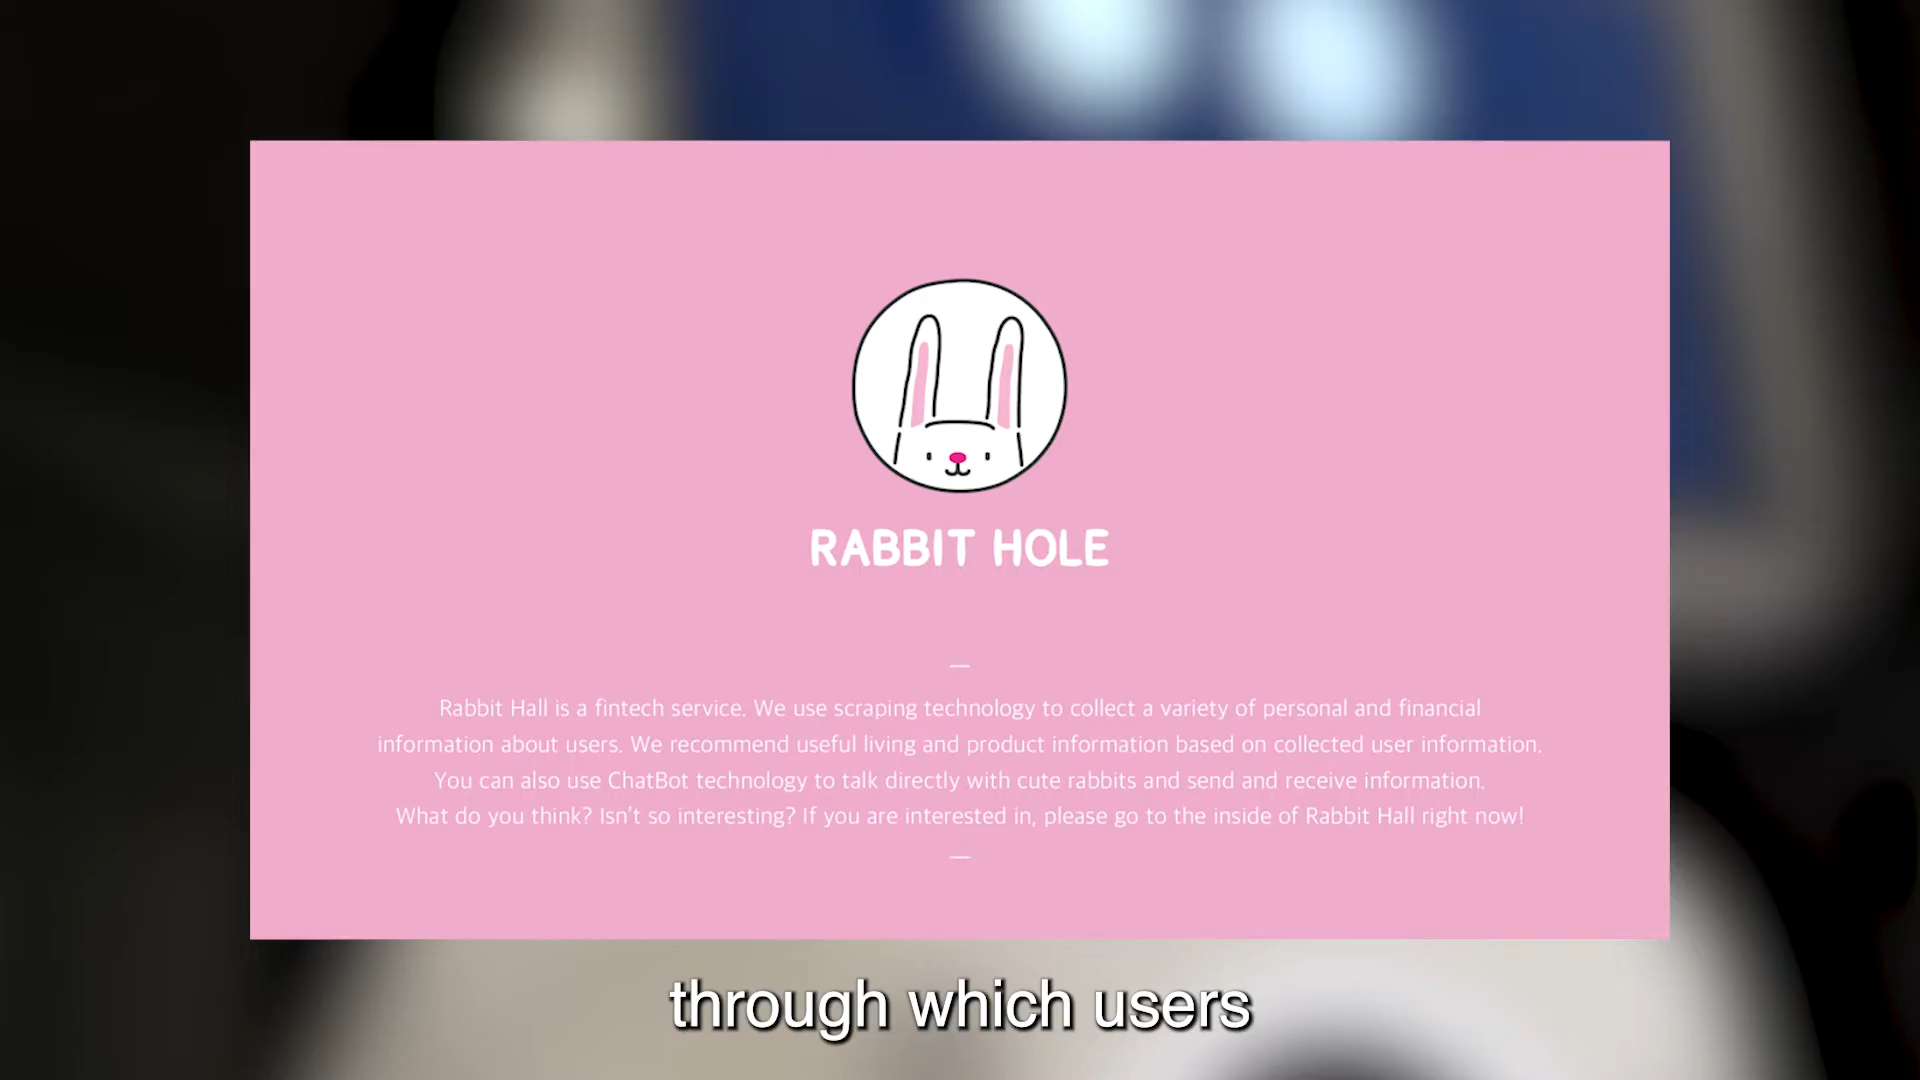 RABBIT HOLE
Rabbit Hall is a fintech service. We use scraping technology to collect a variety of personal and financial
information about users. We recommend useful living and product information based on collected user information.
You can also use ChatBot technology to talk directly with cute rabbits and send and receive information.
What do you think? Isn't so interesting? If you are interested in, please go to the inside of Rabbit Hall right now!
through which users